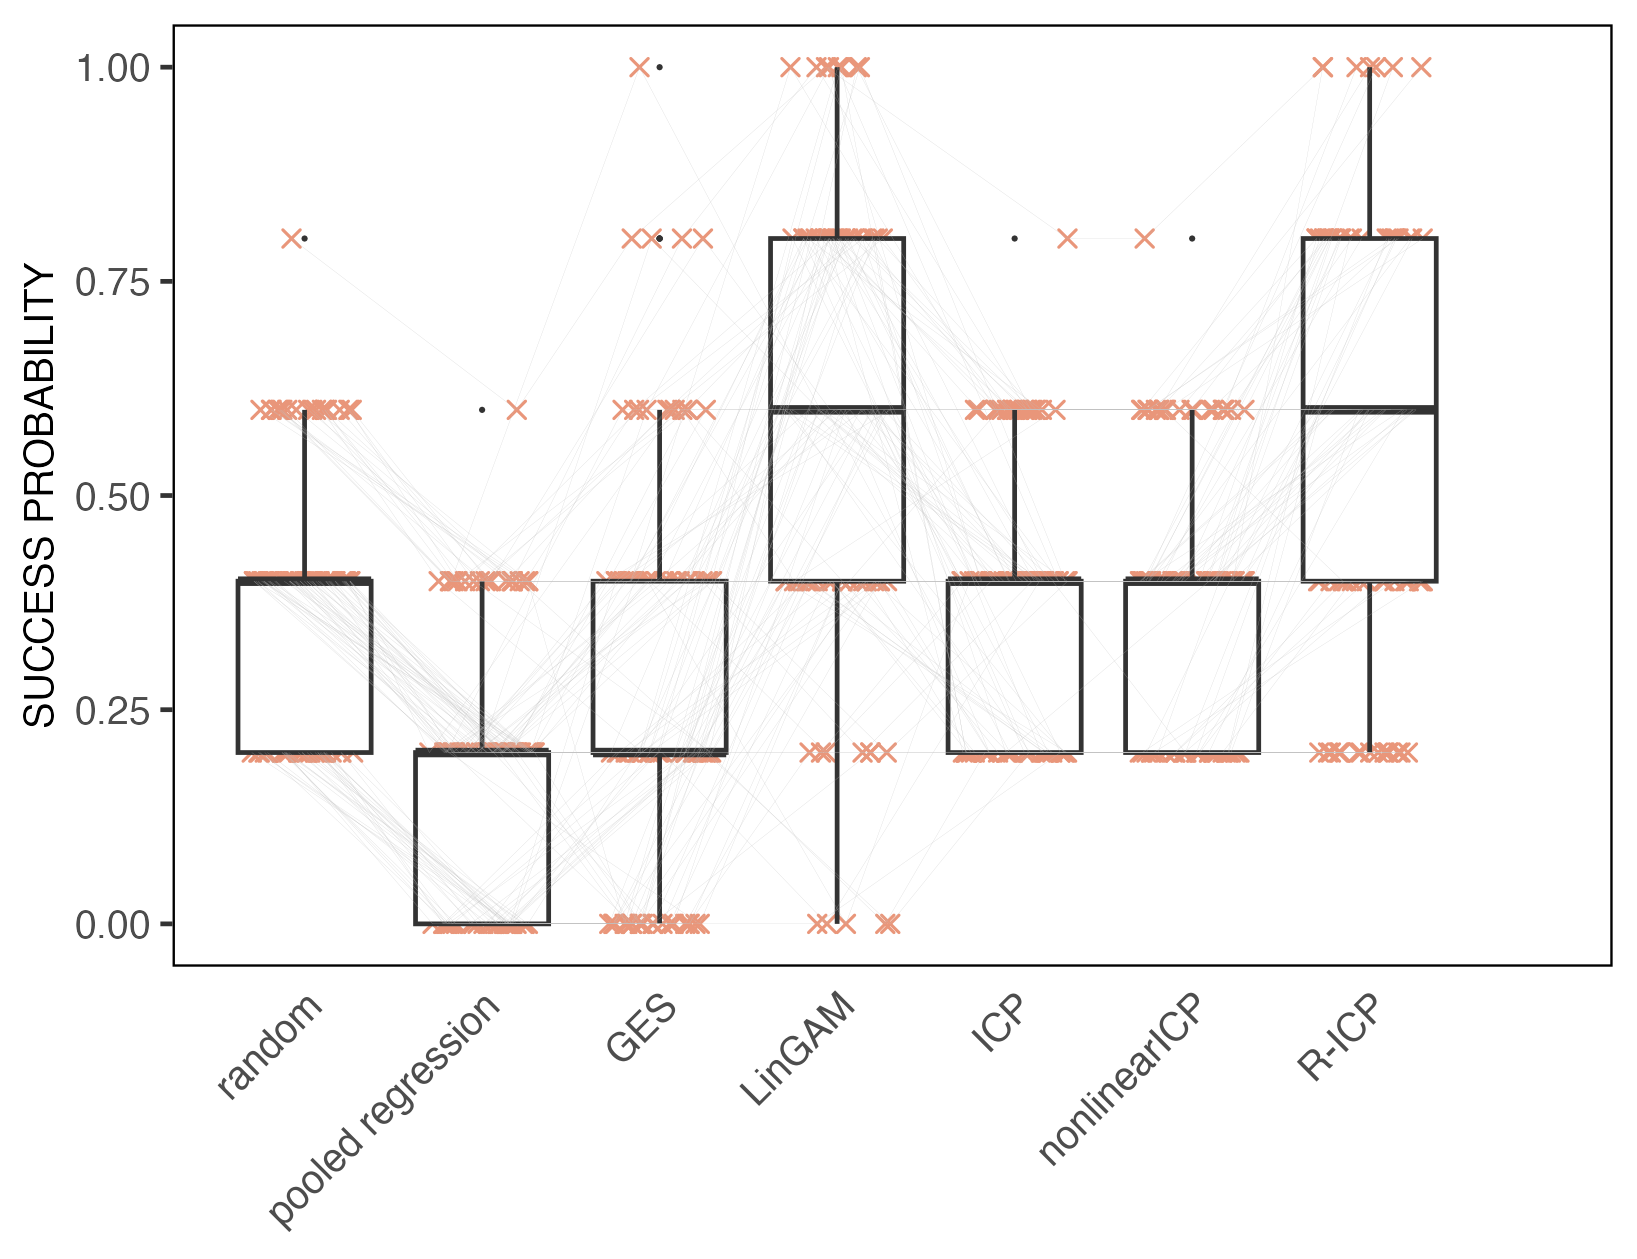 SUCCESS PROBABILITY
1.00
0.75
0.50
0.25
0.00
random
pooled regression
GES
LinGAM
ICP
nonlinearICP
R-ICP